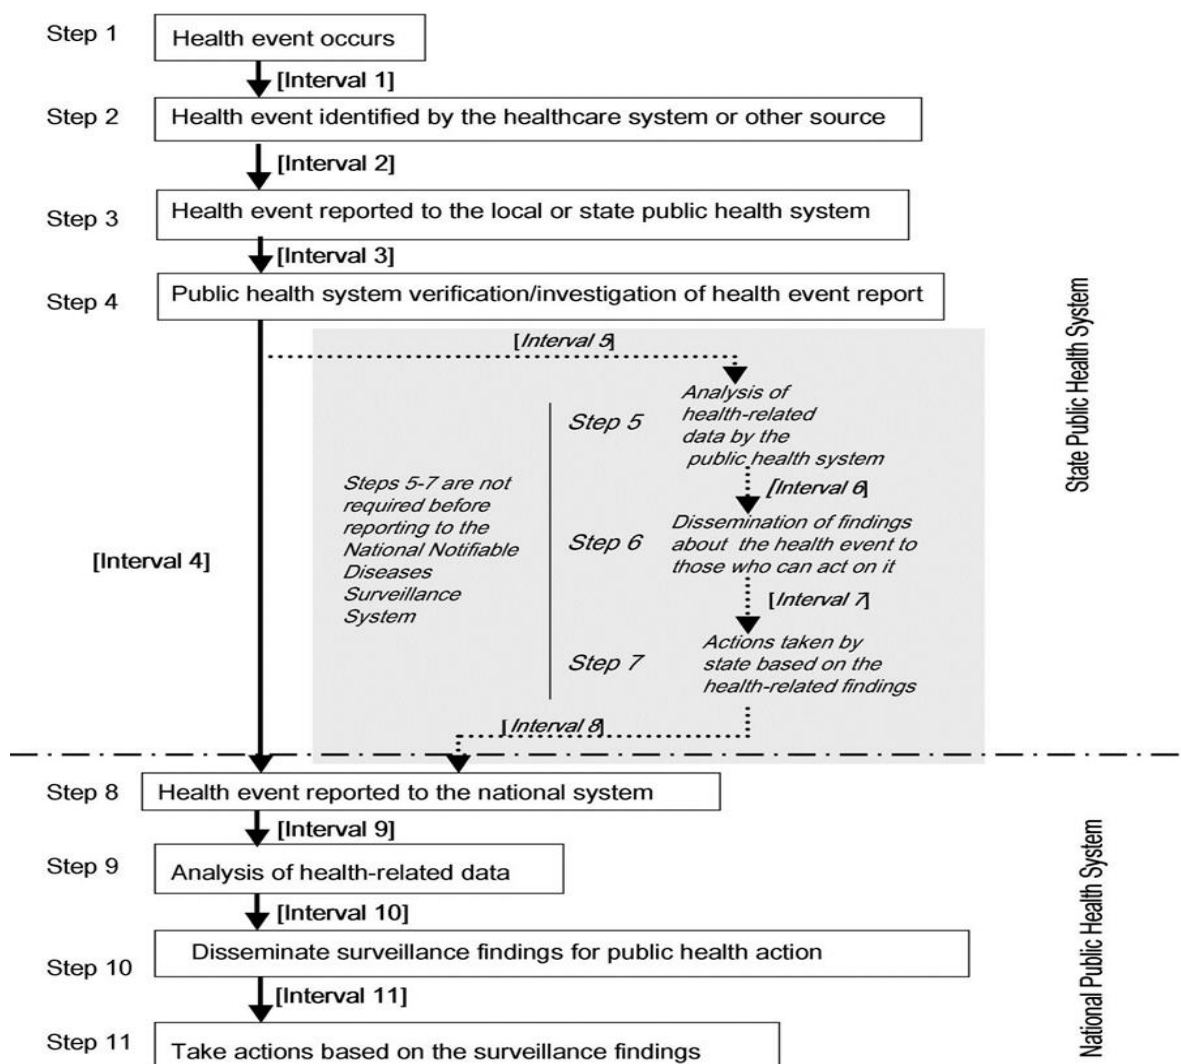 Step 1 Health event occurs
[Interval 1]
Step 2 Health event identified by the healthcare system or other source
[Interval 2]
Step 3 Health event reported to the local or state public health system
[Interval 3]
Step 4 Public health system verification/investigation of health event report
[Interval 5]
Step 5
Analysis of
health-related
data by the
public health system
[Interval 6]
Steps 5-7 are not
required before
reporting to the
National Notifiable
Diseases
Surveillance
System
Step 6
Dissemination of findings
about the health event to
those who can act on it
[Interval 4]
[Interval 7]
Step 7
Actions taken by
state based on the
health-related findings
[Interval 8]
State Public Health System
Step 8 Health event reported to the national system
[Interval 9]
Step 9 Analysis of health-related data
[Interval 10]
Step 10 Disseminate surveillance findings for public health action
[Interval 11]
Step 11 Take actions based on the surveillance findings
National Public Health System